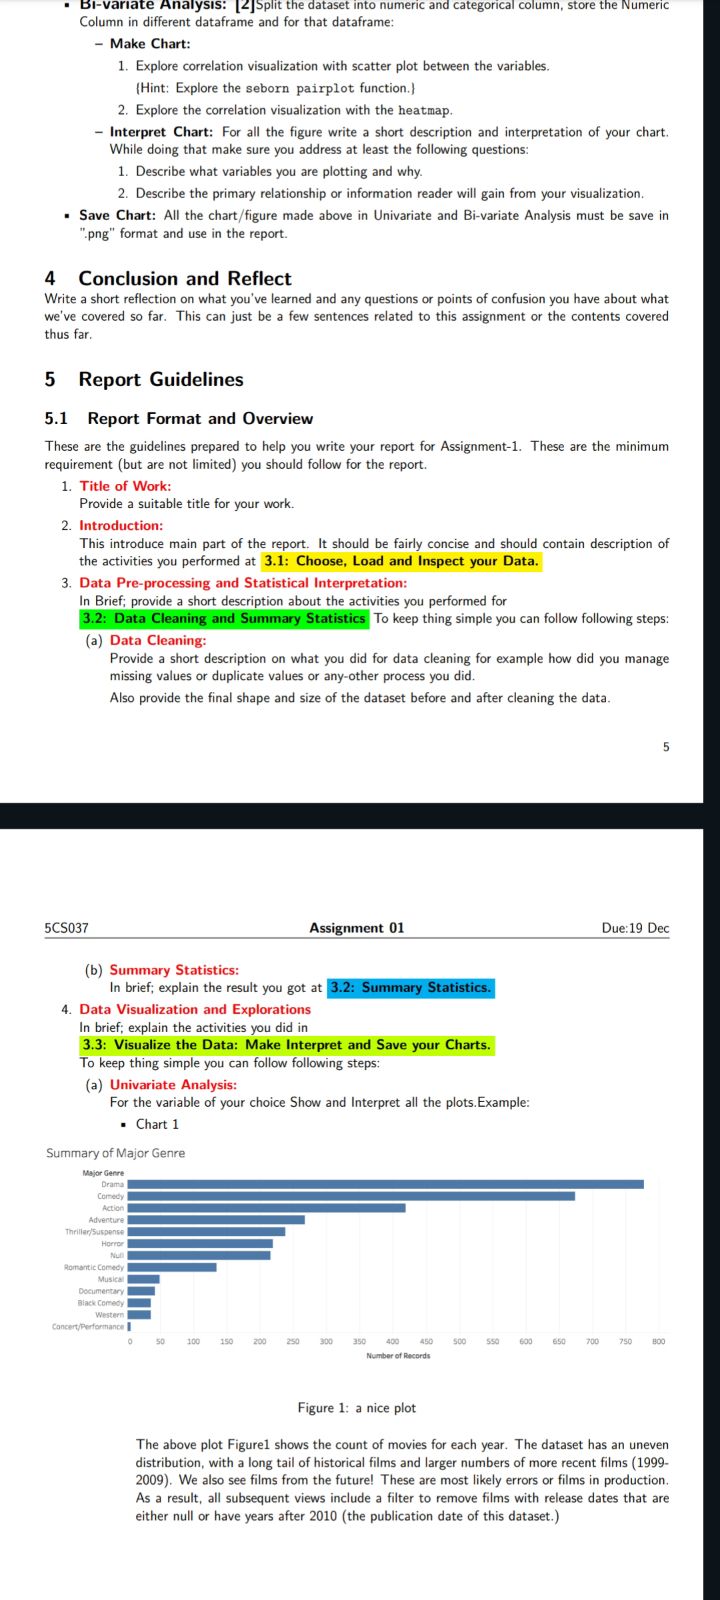 ▪ Bi-variate Analysis: [2]Split the dataset into numeric and categorical column, store the Numeric
Column in different dataframe and for that dataframe:
– Make Chart:
1. Explore correlation visualization with scatter plot between the variables.
{Hint: Explore the seborn pairplot function.}
2. Explore the correlation visualization with the heatmap.
– Interpret Chart: For all the figure write a short description and interpretation of your chart.
While doing that make sure you address at least the following questions:
1. Describe what variables you are plotting and why.
2. Describe the primary relationship or information reader will gain from your visualization.
▪ Save Chart: All the chart/figure made above in Univariate and Bi-variate Analysis must be save in
".png" format and use in the report.
4 Conclusion and Reflect
Write a short reflection on what you've learned and any questions or points of confusion you have about what
we've covered so far. This can just be a few sentences related to this assignment or the contents covered
thus far.
5 Report Guidelines
5.1 Report Format and Overview
These are the guidelines prepared to help you write your report for Assignment-1. These are the minimum
requirement (but are not limited) you should follow for the report.
1. Title of Work:
Provide a suitable title for your work.
2. Introduction:
This introduce main part of the report. It should be fairly concise and should contain description of
the activities you performed at 3.1: Choose, Load and Inspect your Data.
3. Data Pre-processing and Statistical Interpretation:
In Brief; provide a short description about the activities you performed for
3.2: Data Cleaning and Summary Statistics To keep thing simple you can follow following steps:
(a) Data Cleaning:
Provide a short description on what you did for data cleaning for example how did you manage
missing values or duplicate values or any-other process you did.
Also provide the final shape and size of the dataset before and after cleaning the data.
5
5CS037 Assignment 01 Due:19 Dec
(b) Summary Statistics:
In brief; explain the result you got at 3.2: Summary Statistics.
4. Data Visualization and Explorations
In brief; explain the activities you did in
3.3: Visualize the Data: Make Interpret and Save your Charts.
To keep thing simple you can follow following steps:
(a) Univariate Analysis:
For the variable of your choice Show and Interpret all the plots.Example:
▪ Chart 1
Summary of Major Genre
Major Genre
Drama
Comedy
Action
Adventure
Thriller/Suspense
Horror
Null
Romantic Comedy
Musical
Documentary
Black Comedy
Western
Concert/Performance
0 50 100 150 200 250 300 350 400 450 500 550 600 650 700 750 800
Number of Records
Figure 1: a nice plot
The above plot Figure1 shows the count of movies for each year. The dataset has an uneven
distribution, with a long tail of historical films and larger numbers of more recent films (1999-
2009). We also see films from the future! These are most likely errors or films in production.
As a result, all subsequent views include a filter to remove films with release dates that are
either null or have years after 2010 (the publication date of this dataset.)